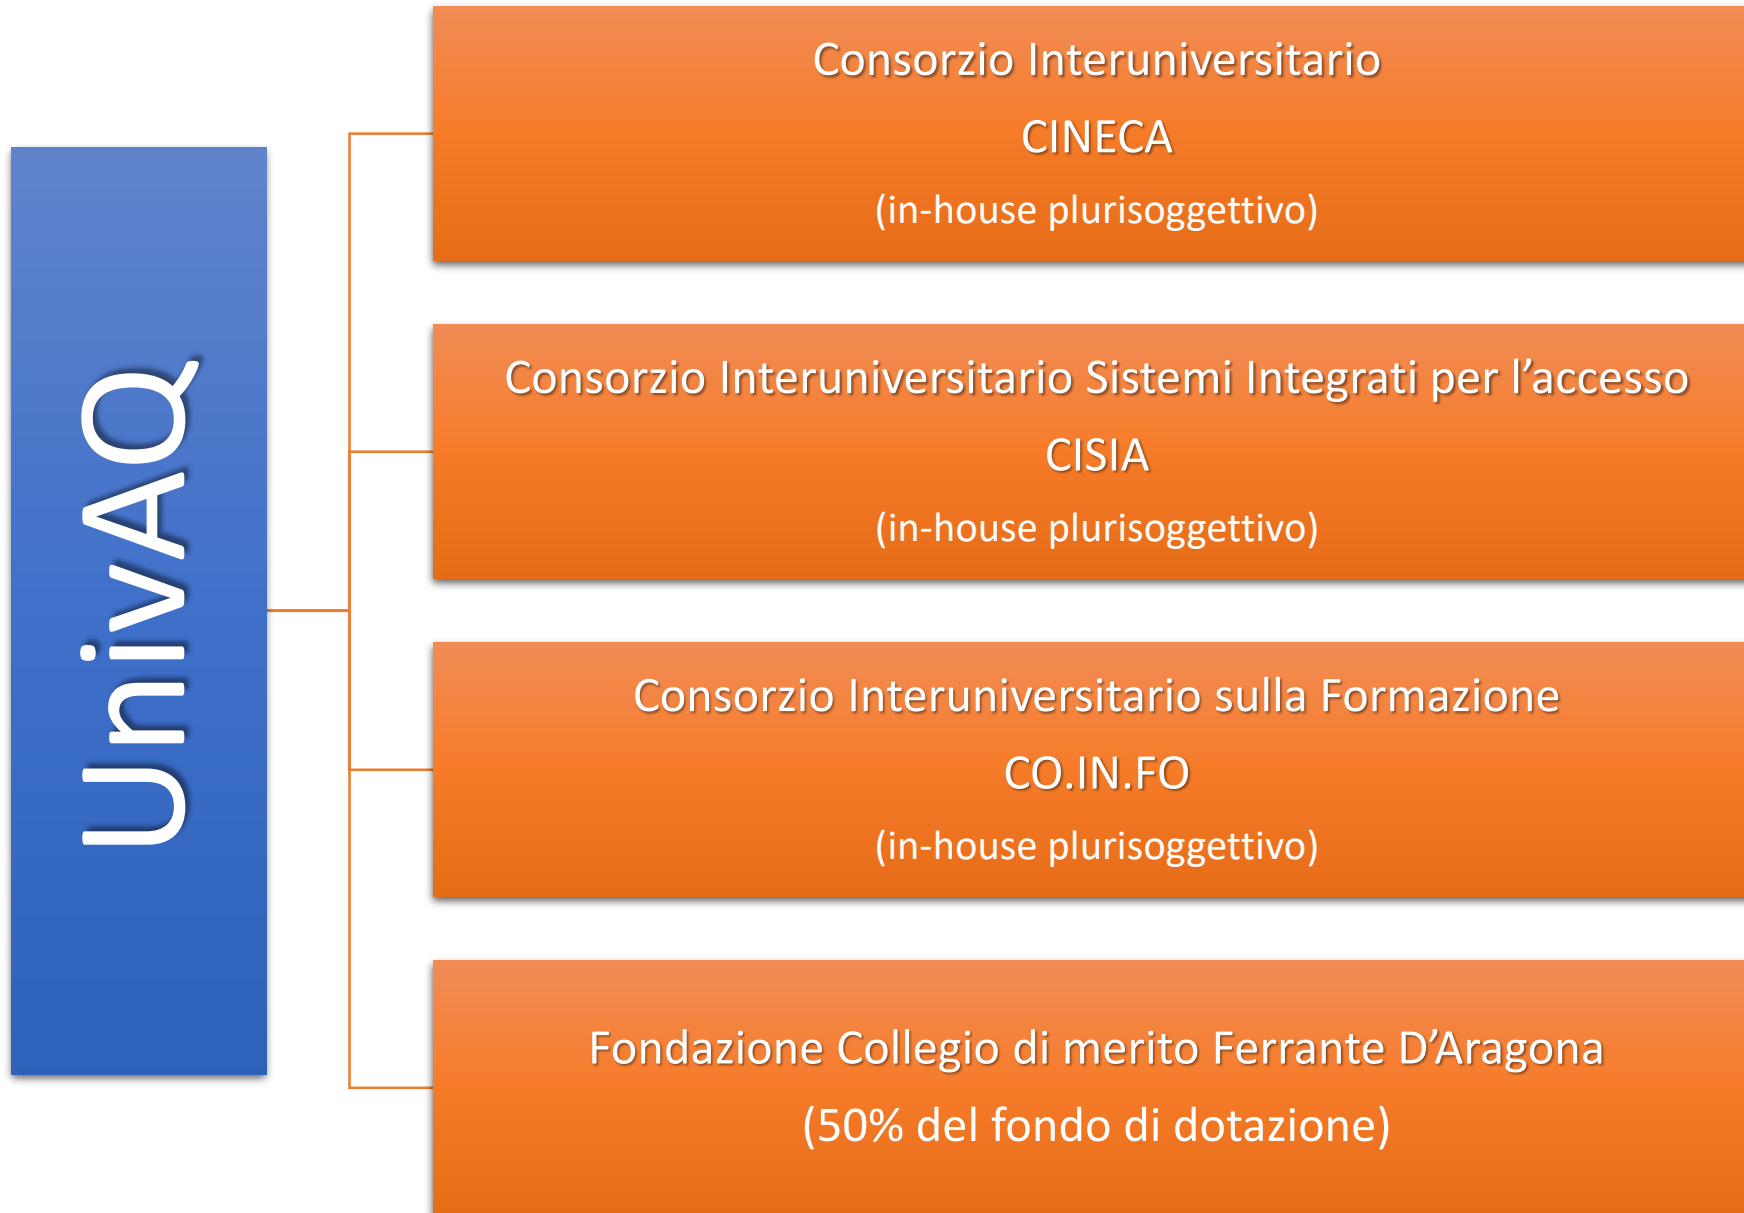 UnivAQ
Consorzio Interuniversitario
CINECA
(in-house plurisoggettivo)
Consorzio Interuniversitario Sistemi Integrati per l’accesso
CISIA
(in-house plurisoggettivo)
Consorzio Interuniversitario sulla Formazione
CO.IN.FO
(in-house plurisoggettivo)
Fondazione Collegio di merito Ferrante D’Aragona
(50% del fondo di dotazione)